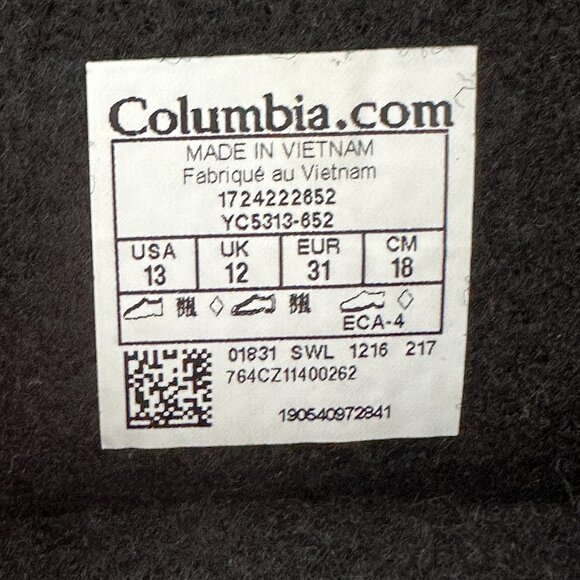 Columbia.com
MADE IN VIETNAM
Fabriqué au Vietnam
1724222652
YC5313-652
USA UK EUR CM
13 12 31 18
ECA-4
01831 SWL 1216 217
764CZ11400262
190540972841